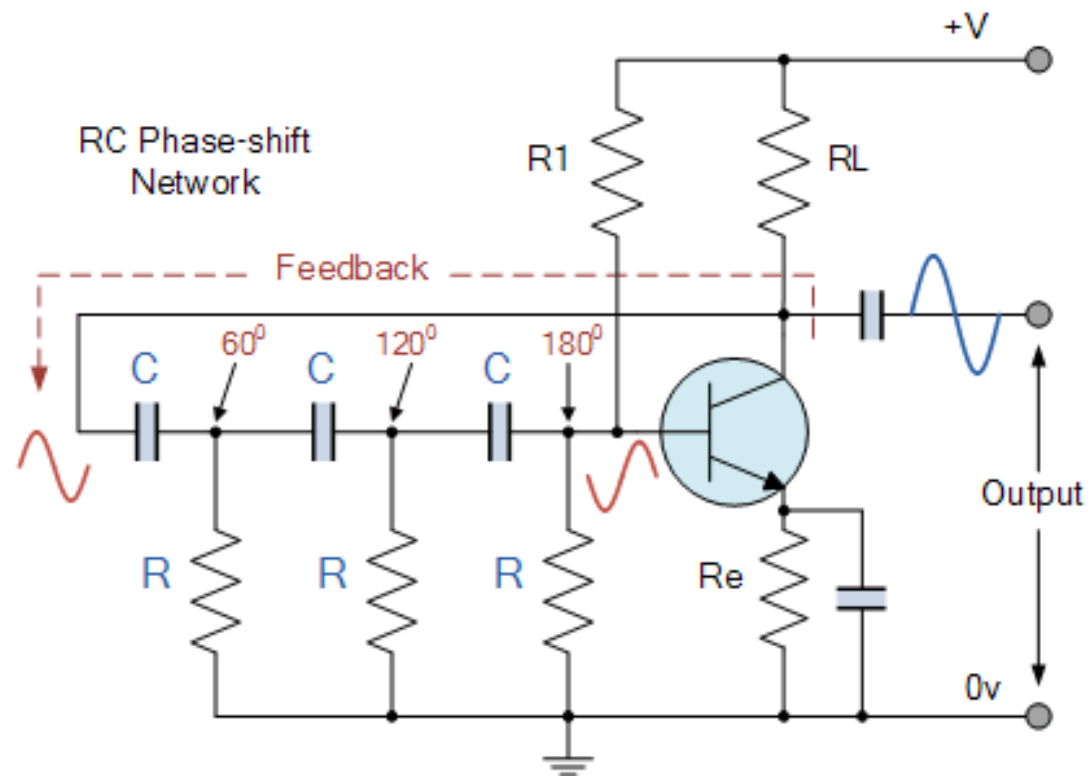 +V
RC Phase-shift
Network
R1
RL
Feedback
60⁰
120⁰
180⁰
C
C
C
Output
R
R
R
Re
0v